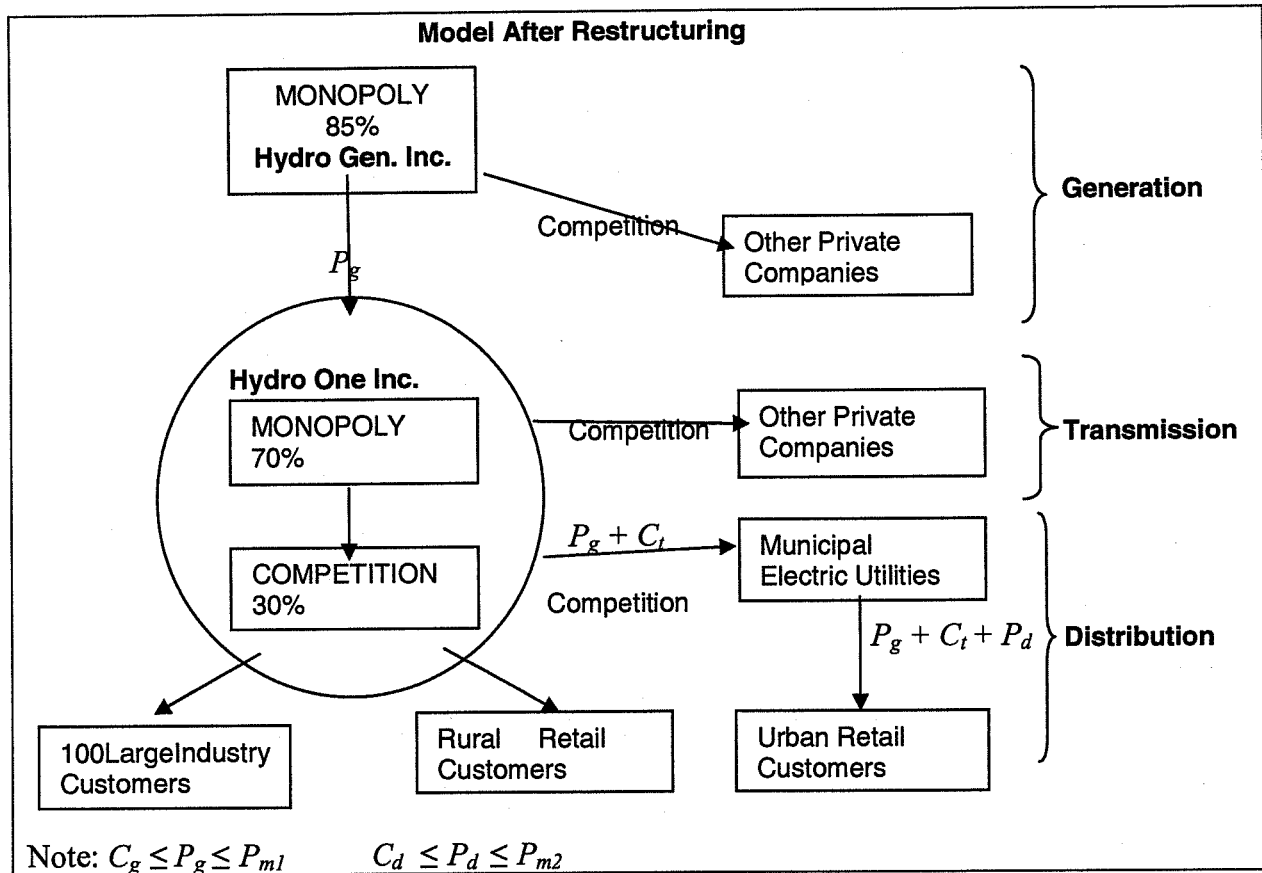 Model After Restructuring
MONOPOLY
85%
Hydro Gen. Inc.
Generation
Competition
Other Private
Companies
P_g
Hydro One Inc.
MONOPOLY
70%
Competition
Other Private
Companies
Transmission
P_g + C_t
Municipal
Electric Utilities
COMPETITION
30%
Competition
P_g + C_t + P_d
Distribution
100LargeIndustry
Customers
Rural Retail
Customers
Urban Retail
Customers
Note: C_g ≤ P_g ≤ P_m1 C_d ≤ P_d ≤ P_m2